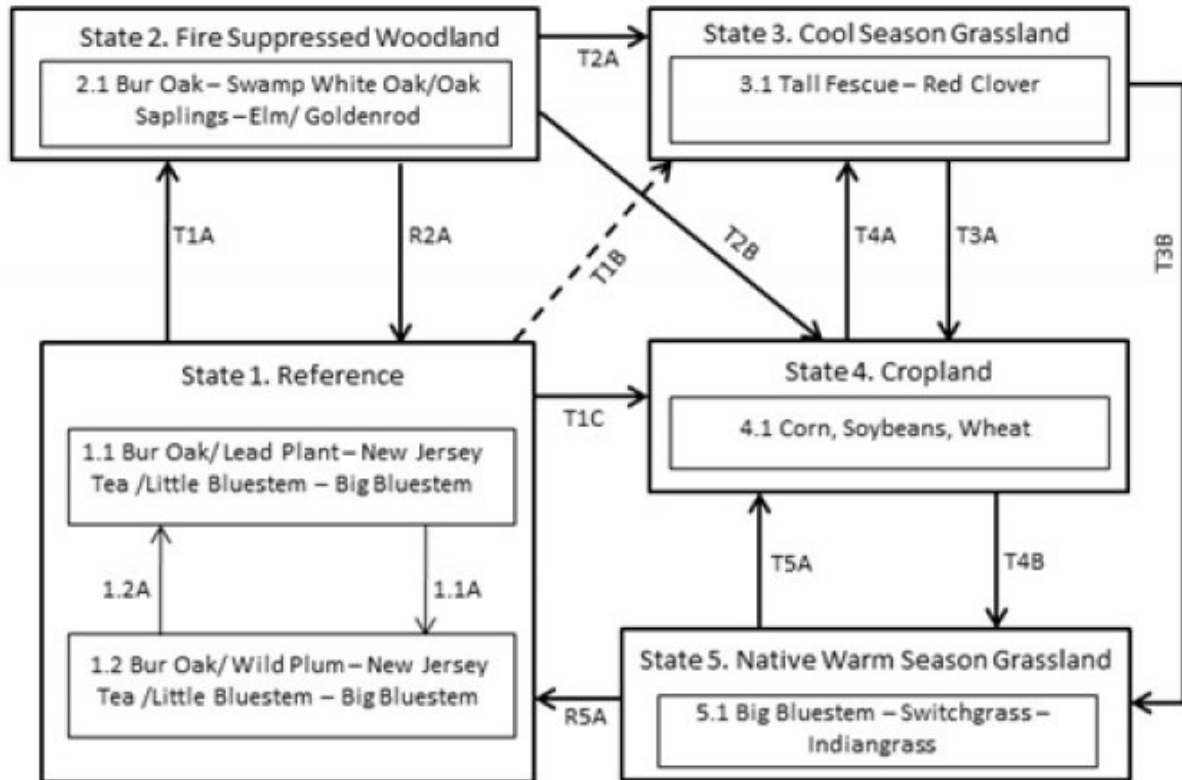 State 2. Fire Suppressed Woodland
2.1 Bur Oak – Swamp White Oak/Oak
Saplings –Elm/ Goldenrod
T2A
State 3. Cool Season Grassland
3.1 Tall Fescue – Red Clover
T1A
R2A
T1B
T2B
T4A
T3A
T3B
State 1. Reference
1.1 Bur Oak/ Lead Plant – New Jersey
Tea /Little Bluestem – Big Bluestem
1.2A
1.1A
1.2 Bur Oak/ Wild Plum – New Jersey
Tea /Little Bluestem – Big Bluestem
T1C
State 4. Cropland
4.1 Corn, Soybeans, Wheat
T5A
T4B
R5A
State 5. Native Warm Season Grassland
5.1 Big Bluestem – Switchgrass –
Indiangrass